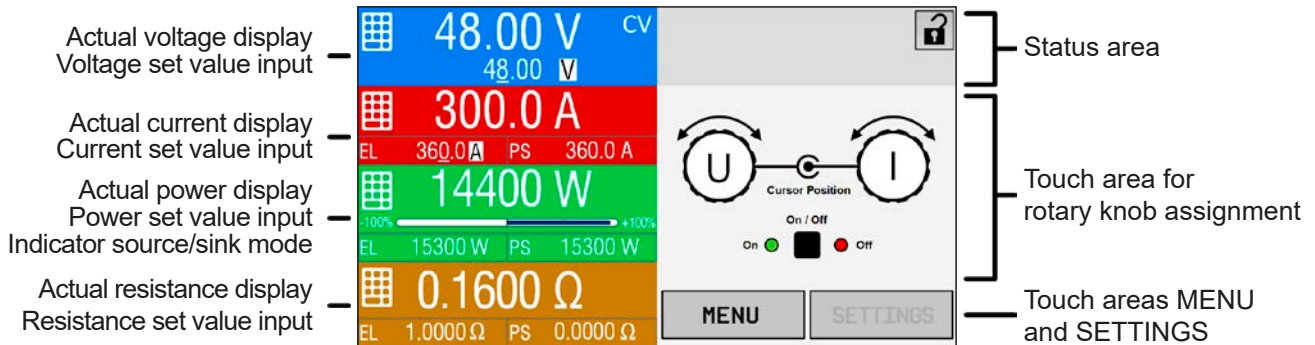 Actual voltage display
Voltage set value input
Actual current display
Current set value input
Actual power display
Power set value input
Indicator source/sink mode
Actual resistance display
Resistance set value input
48.00 V CV
48.00 V
300.0 A
EL 360.0 A PS 360.0 A
14400 W
-100% +100%
EL 15300 W PS 15300 W
0.1600 Ω
EL 1.0000 Ω PS 0.0000 Ω
U I
Cursor Position
On / Off
On Off
MENU SETTINGS
Status area
Touch area for
rotary knob assignment
Touch areas MENU
and SETTINGS